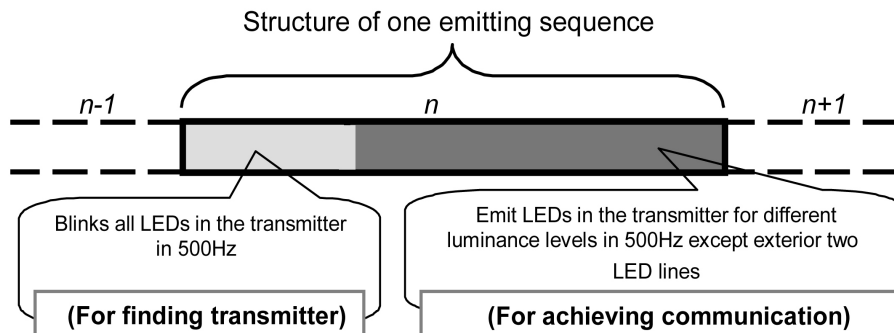 Structure of one emitting sequence
n-1
n
n+1
Blinks all LEDs in the transmitter
in 500Hz
(For finding transmitter)
Emit LEDs in the transmitter for different
luminance levels in 500Hz except exterior two
LED lines
(For achieving communication)